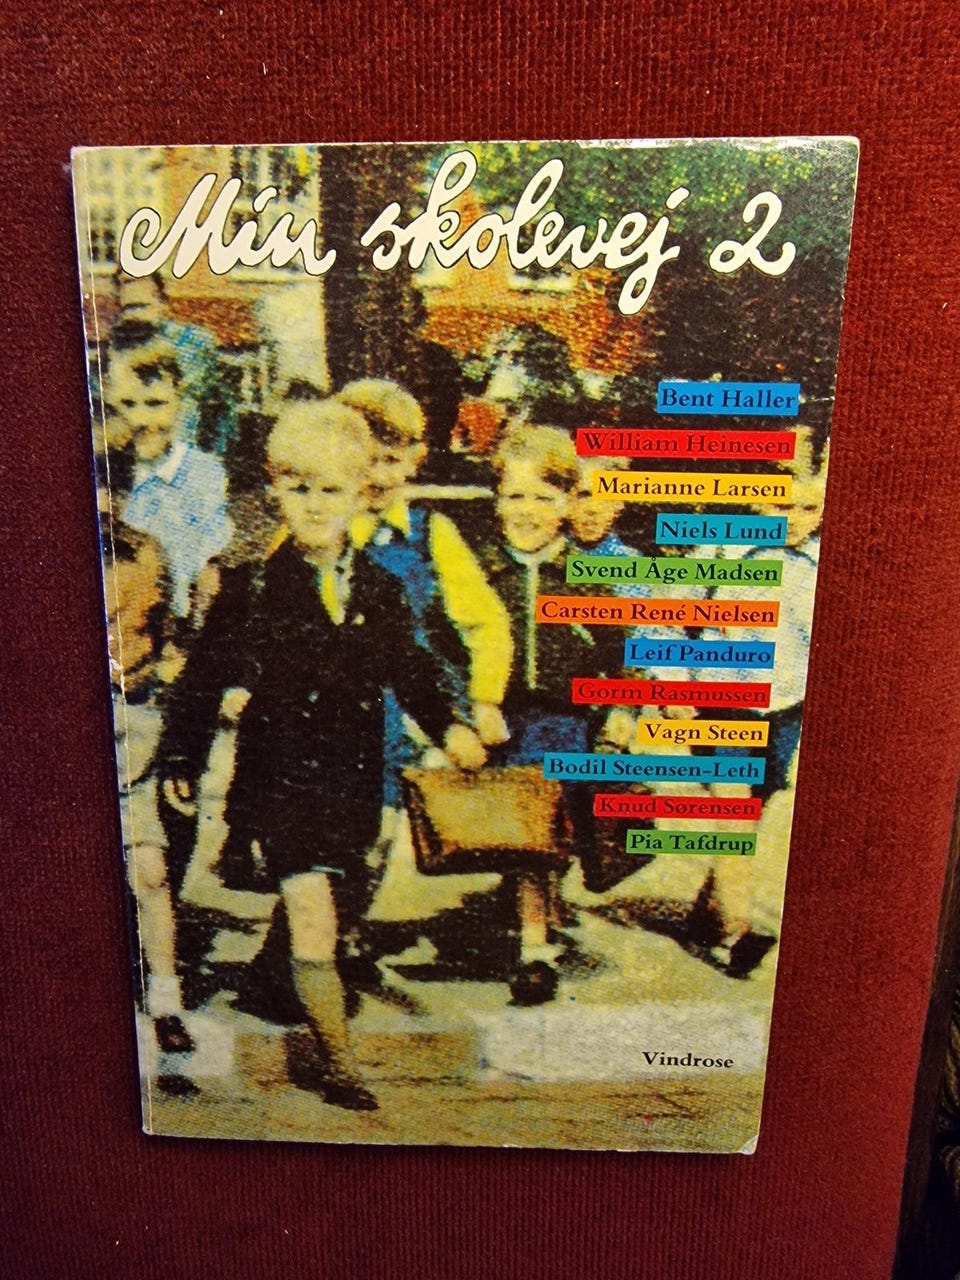 Min skolevej 2
Bent Haller
William Heinesen
Marianne Larsen
Niels Lund
Svend Åge Madsen
Carsten René Nielsen
Leif Panduro
Gorm Rasmussen
Vagn Steen
Bodil Steensen-Leth
Knud Sørensen
Pia Tafdrup
Vindrose